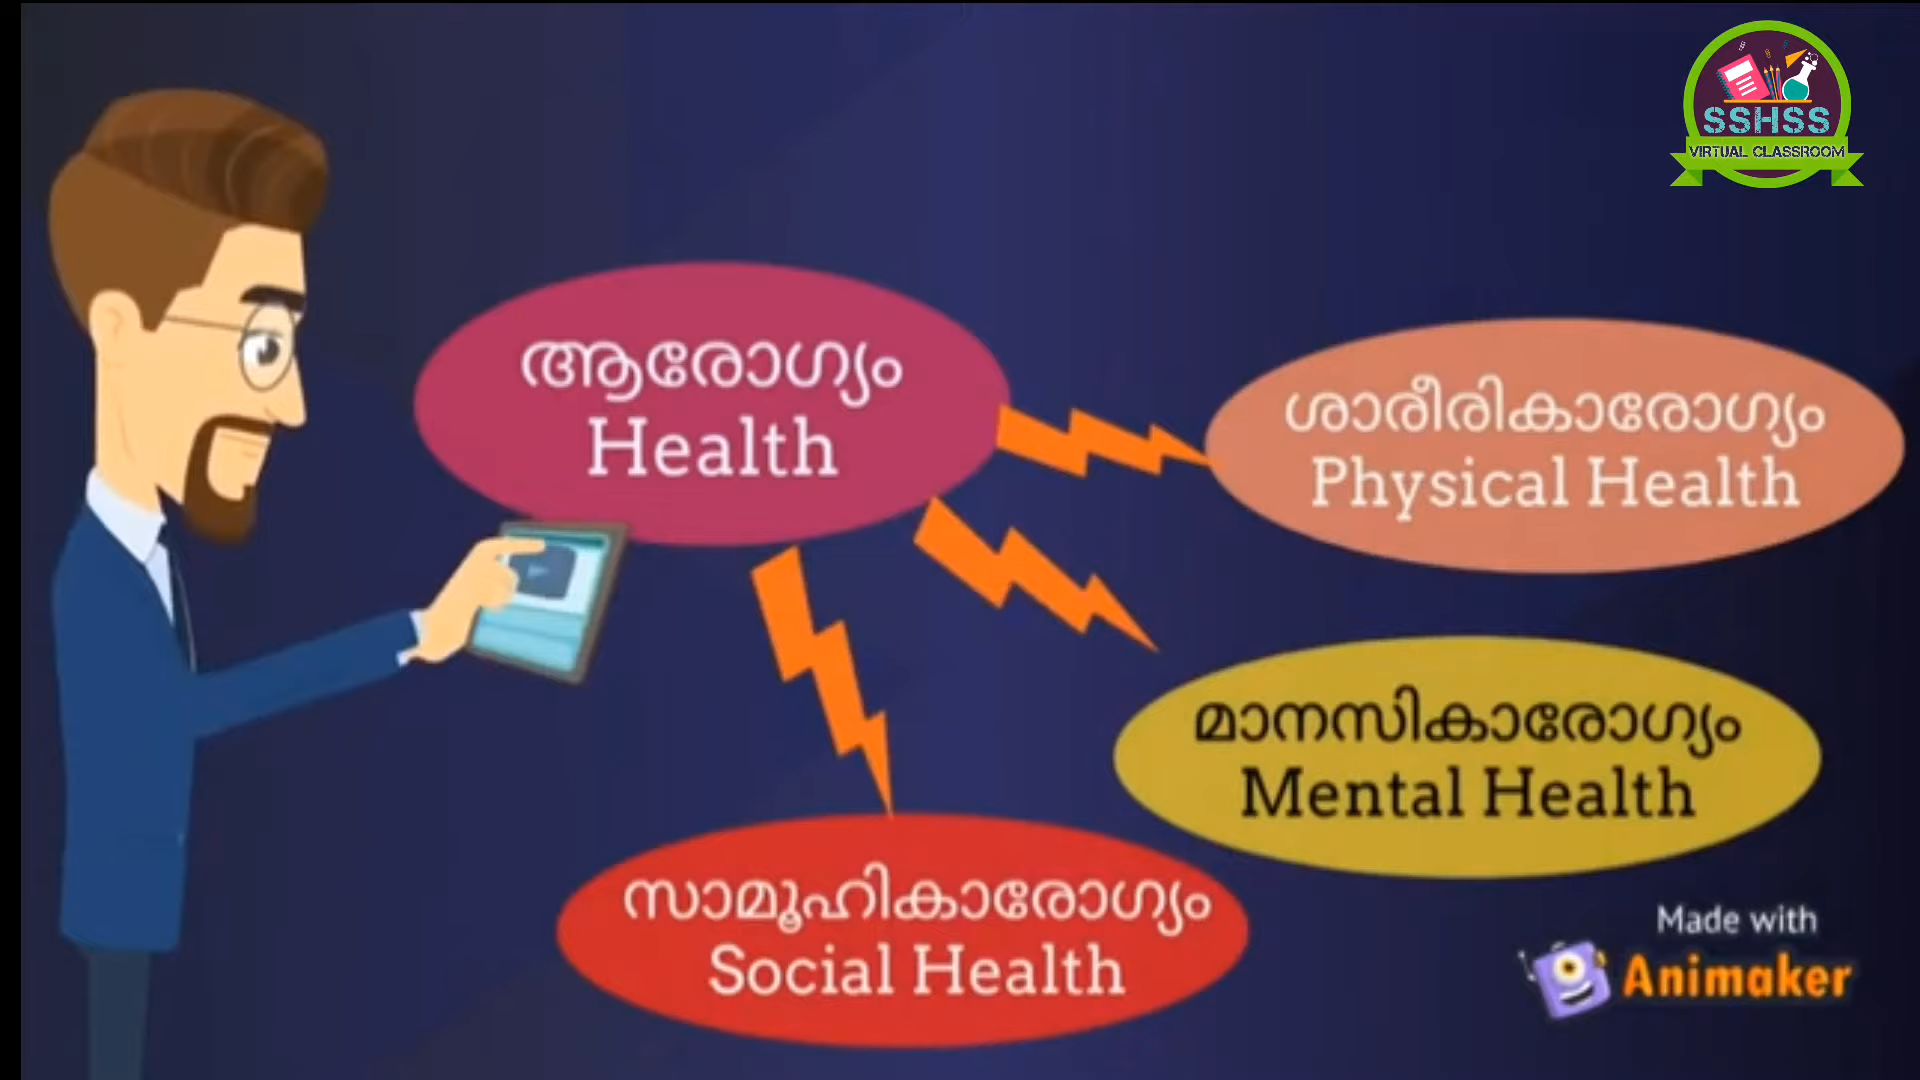 SSHSS
VIRTUAL CLASSROOM
ആരോഗ്യം
Health
ശാരീരികാരോഗ്യം
Physical Health
മാനസികാരോഗ്യം
Mental Health
സാമൂഹികാരോഗ്യം
Social Health
Made with
Animaker